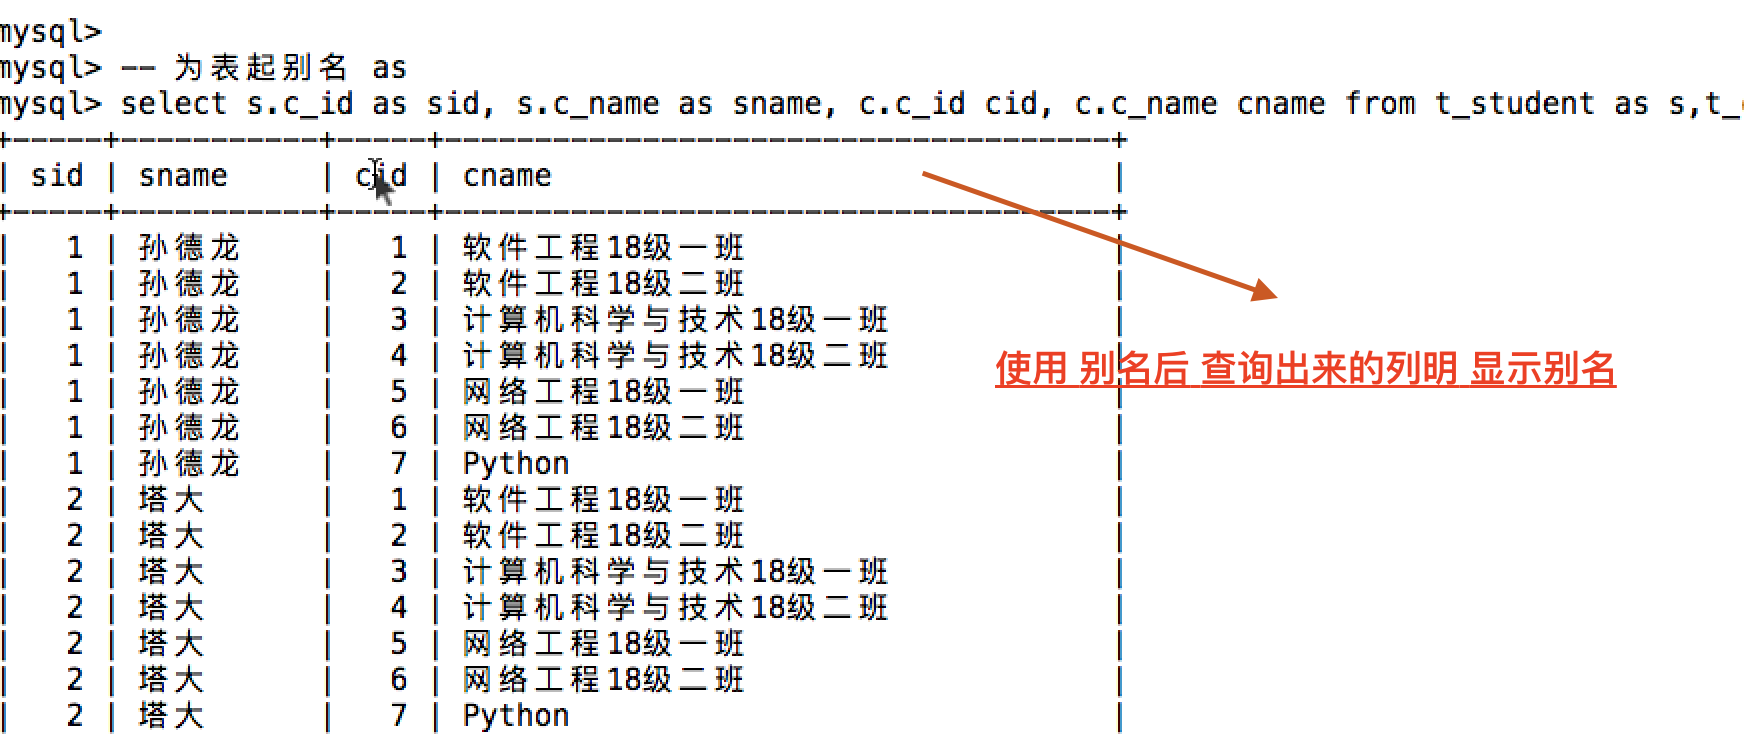 mysql>
mysql> -- 为表起别名 as
mysql> select s.c_id as sid, s.c_name as sname, c.c_id cid, c.c_name cname from t_student as s,t_
+-----+------------+-----+-------------------------------------+
| sid | sname | cid | cname |
+-----+------------+-----+-------------------------------------+
| 1 | 孙德龙 | 1 | 软件工程18级一班 |
| 1 | 孙德龙 | 2 | 软件工程18级二班 |
| 1 | 孙德龙 | 3 | 计算机科学与技术18级一班 |
| 1 | 孙德龙 | 4 | 计算机科学与技术18级二班 |
使用 别名后 查询出来的列明 显示别名
| 1 | 孙德龙 | 5 | 网络工程18级一班 |
| 1 | 孙德龙 | 6 | 网络工程18级二班 |
| 1 | 孙德龙 | 7 | Python |
| 2 | 塔大 | 1 | 软件工程18级一班 |
| 2 | 塔大 | 2 | 软件工程18级二班 |
| 2 | 塔大 | 3 | 计算机科学与技术18级一班 |
| 2 | 塔大 | 4 | 计算机科学与技术18级二班 |
| 2 | 塔大 | 5 | 网络工程18级一班 |
| 2 | 塔大 | 6 | 网络工程18级二班 |
| 2 | 塔大 | 7 | Python |